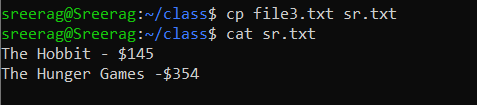 sreerag@Sreerag:~/class$ cp file3.txt sr.txt
sreerag@Sreerag:~/class$ cat sr.txt
The Hobbit - $145
The Hunger Games -$354